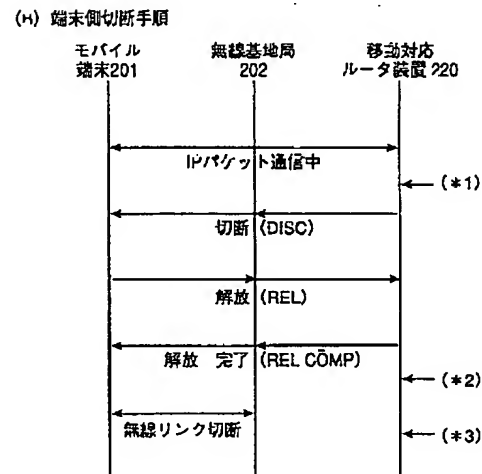 (H) 端末側切断手順
モバイル
端末201
無線基地局
202
移動対応
ルータ装置 220
IPパケット通信中
(*1)
切断 (DISC)
解放 (REL)
解放 完了 (REL COMP)
(*2)
無線リンク切断
(*3)